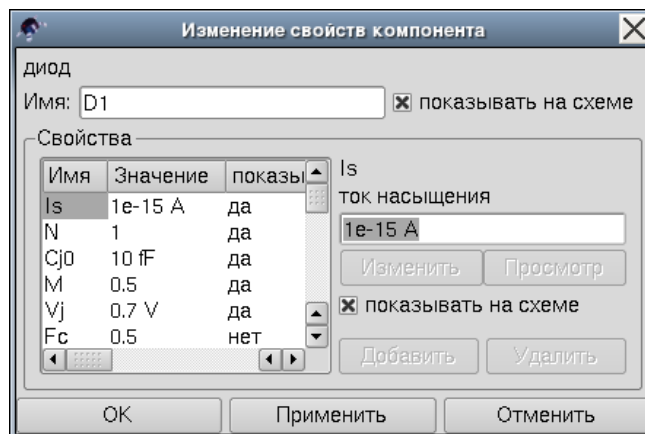 Изменение свойств компонента
диод
Имя: D1 показывать на схеме
Свойства
Имя Значение показы
Is 1e-15 A да
N 1 да
Cj0 10 fF да
M 0.5 да
Vj 0.7 V да
Fc 0.5 нет
Is
ток насыщения
1e-15 A
Изменить Просмотр
показывать на схеме
Добавить Удалить
OK Применить Отменить